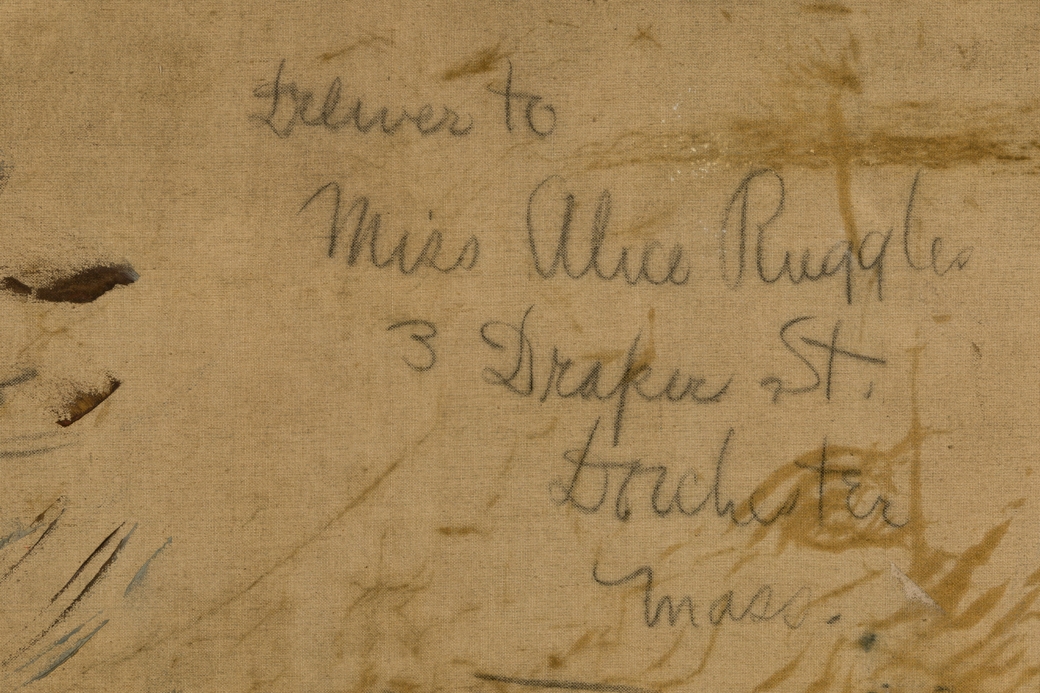 Deliver to
Miss Alice Ruggles
3 Draper St.
Dorchester
Mass.